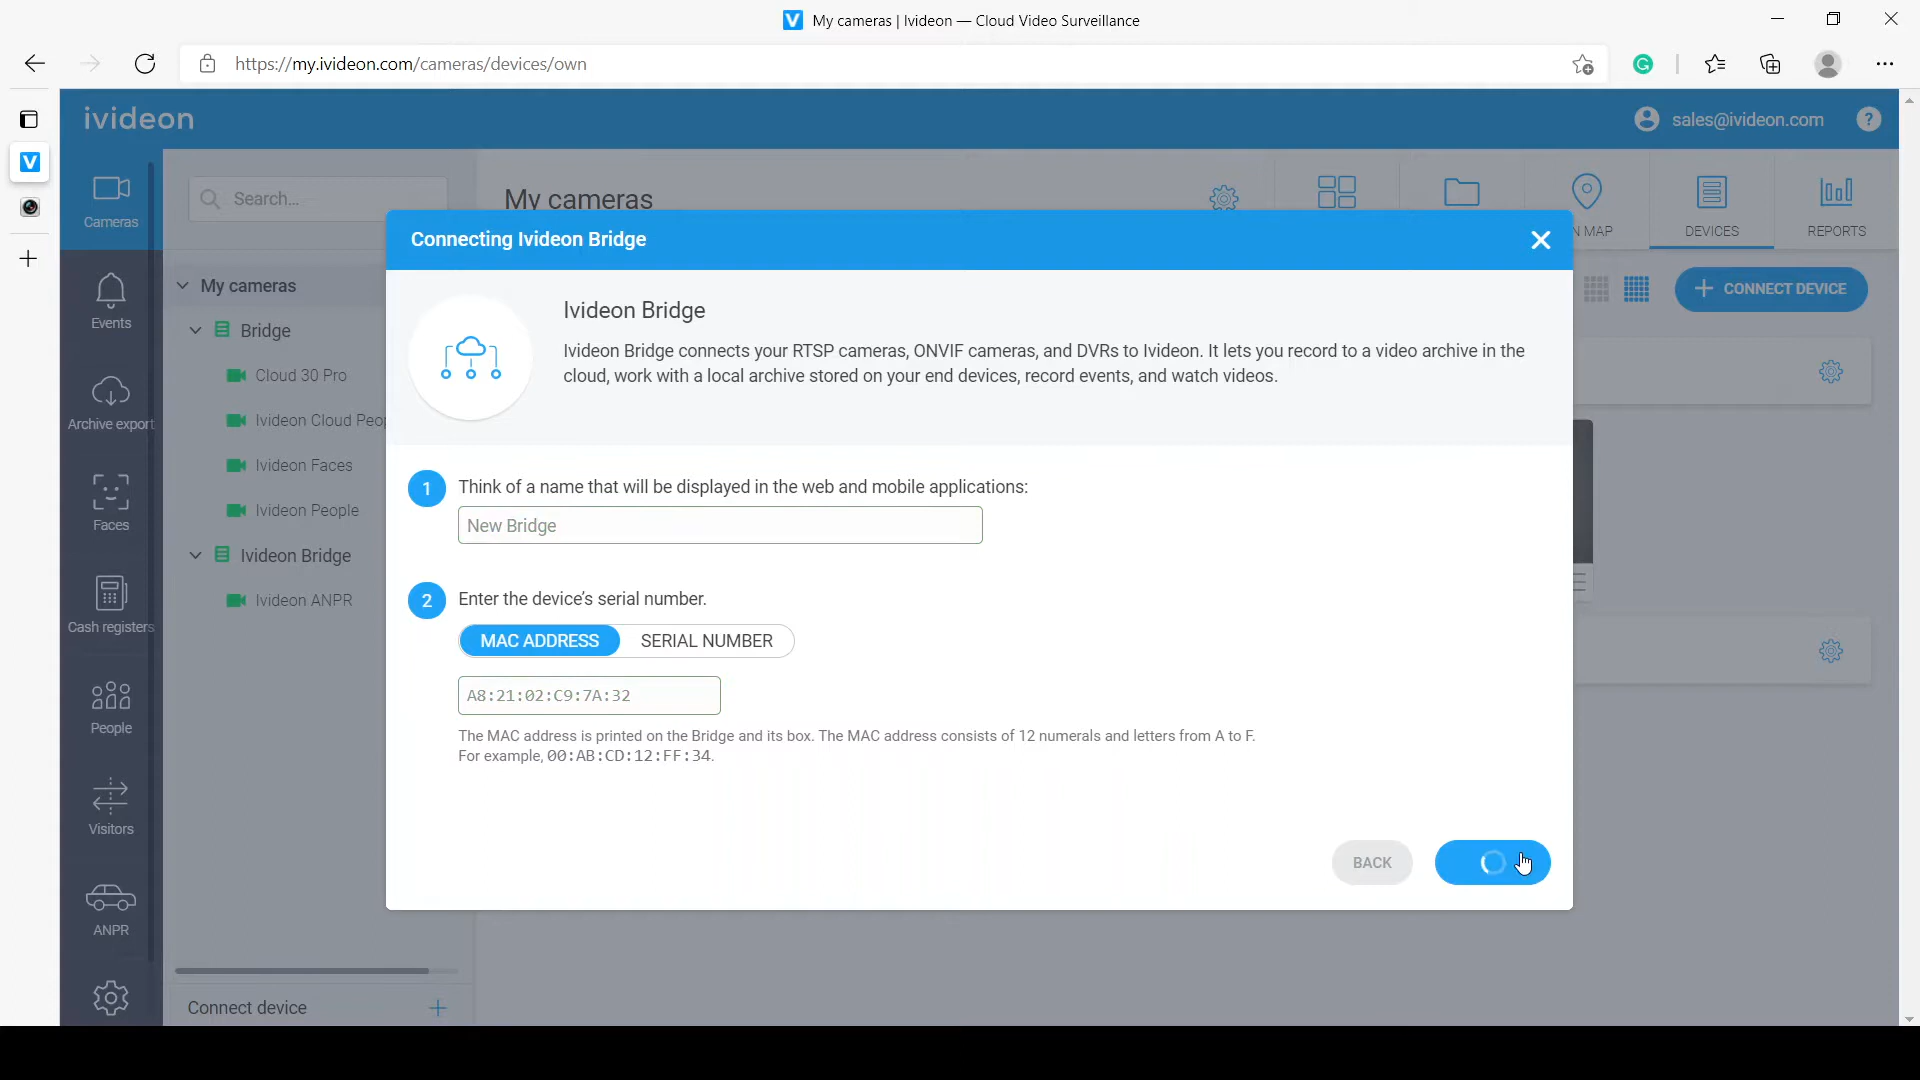 My cameras | Ivideon — Cloud Video Surveillance
https://my.ivideon.com/cameras/devices/own
ivideon
sales@ivideon.com
?
Cameras
Events
Archive export
Faces
Cash registers
People
Visitors
ANPR
Search...
My cameras
Bridge
Cloud 30 Pro
Ivideon Cloud Peop
Ivideon Faces
Ivideon People
Ivideon Bridge
Ivideon ANPR
Connect device
My cameras
N MAP
DEVICES
REPORTS
CONNECT DEVICE
Connecting Ivideon Bridge
Ivideon Bridge
Ivideon Bridge connects your RTSP cameras, ONVIF cameras, and DVRs to Ivideon. It lets you record to a video archive in the
cloud, work with a local archive stored on your end devices, record events, and watch videos.
1 Think of a name that will be displayed in the web and mobile applications:
New Bridge
2 Enter the device's serial number.
MAC ADDRESS SERIAL NUMBER
A8:21:02:C9:7A:32
The MAC address is printed on the Bridge and its box. The MAC address consists of 12 numerals and letters from A to F.
For example, 00:AB:CD:12:FF:34.
BACK